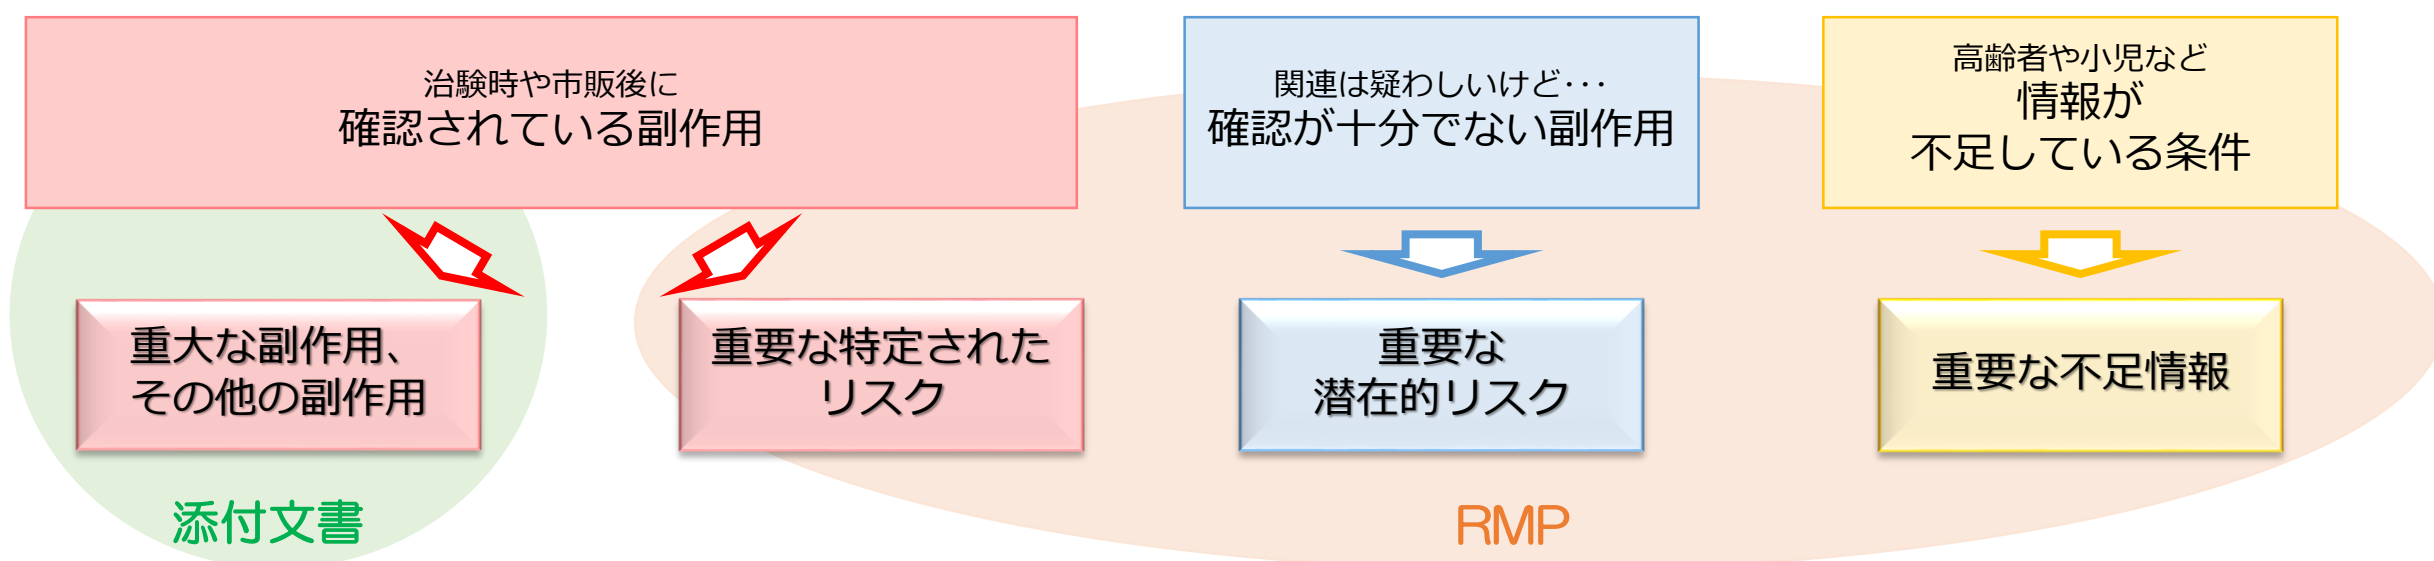 治験時や市販後に
確認されている副作用
関連は疑わしいけど･･･
確認が十分でない副作用
高齢者や小児など
情報が
不足している条件
重大な副作用、
その他の副作用
重要な特定された
リスク
重要な
潜在的リスク
重要な不足情報
添付文書
RMP